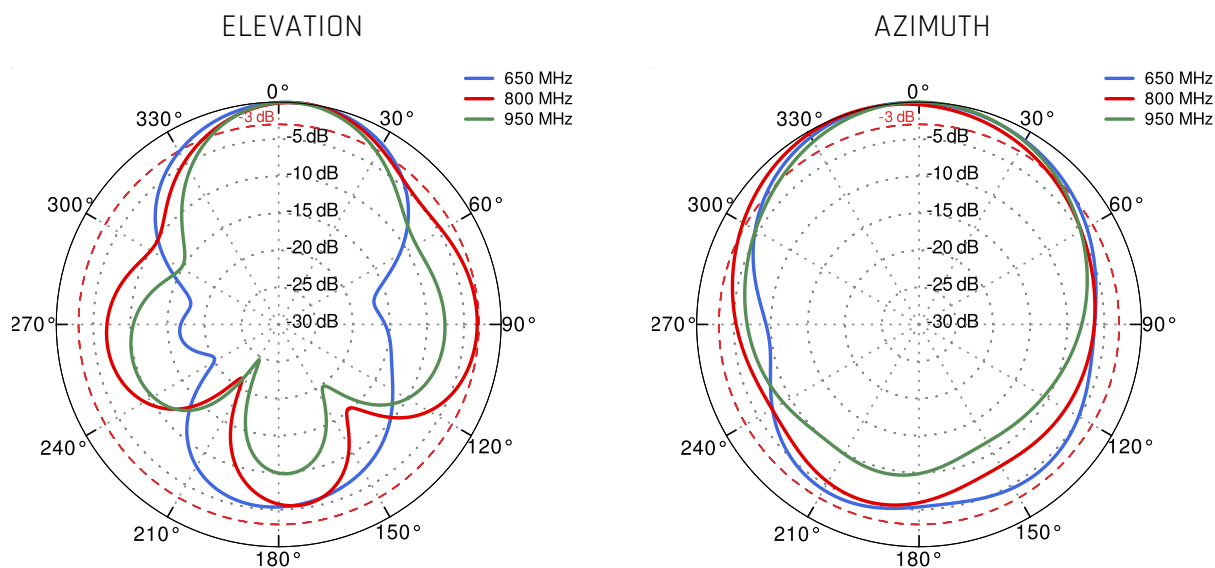 ELEVATION
650 MHz
800 MHz
950 MHz
0°
330°
-3 dB
30°
-5 dB
-10 dB
300°
60°
-15 dB
-20 dB
-25 dB
270°
-30 dB
90°
240°
120°
210°
150°
180°
AZIMUTH
650 MHz
800 MHz
950 MHz
0°
330°
-3 dB
30°
-5 dB
-10 dB
300°
60°
-15 dB
-20 dB
-25 dB
270°
-30 dB
90°
240°
120°
210°
150°
180°